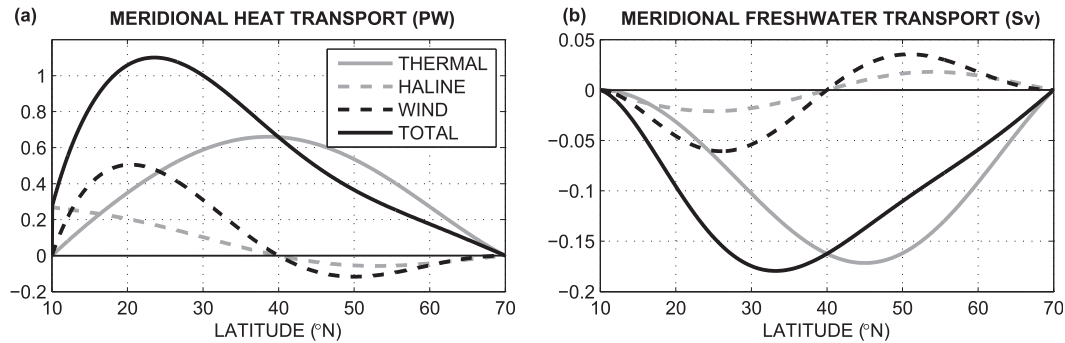 (a) MERIDIONAL HEAT TRANSPORT (PW)
1
0.8
0.6
0.4
0.2
0
−0.2
THERMAL
HALINE
WIND
TOTAL
10 20 30 40 50 60 70
LATITUDE (°N)
(b) MERIDIONAL FRESHWATER TRANSPORT (Sv)
0.05
0
−0.05
−0.1
−0.15
−0.2
10 20 30 40 50 60 70
LATITUDE (°N)